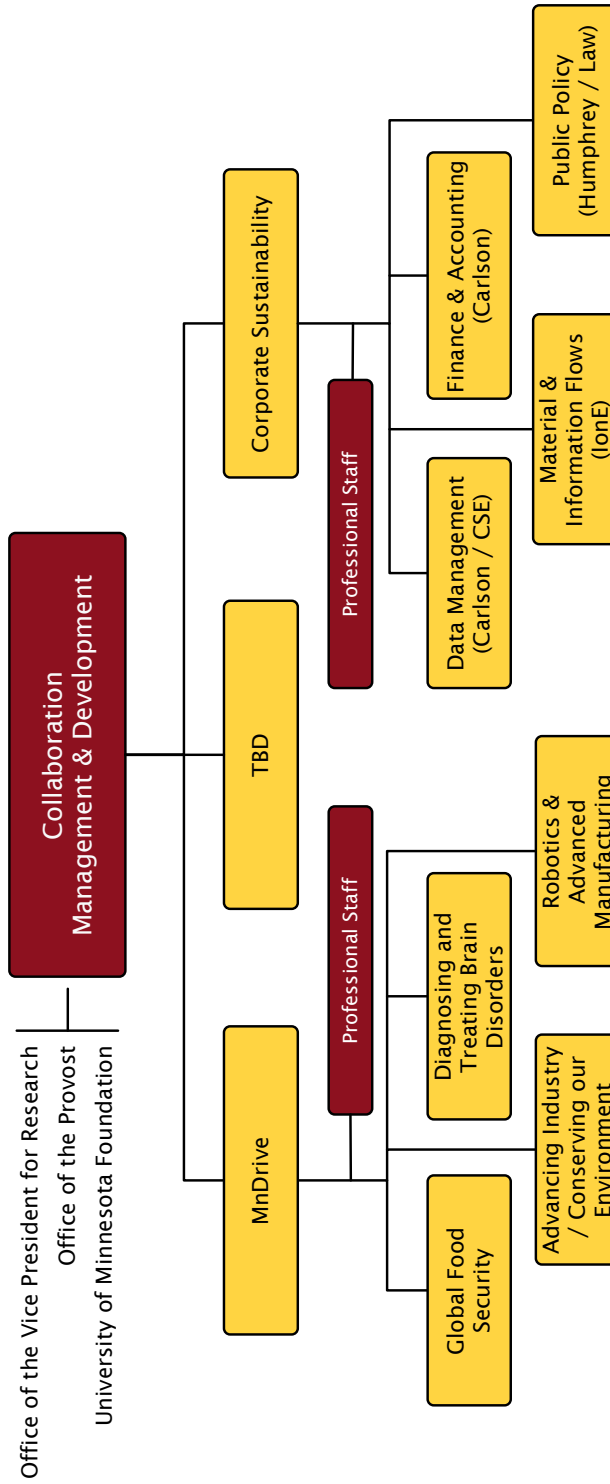 Office of the Vice President for Research
Office of the Provost
University of Minnesota Foundation
Collaboration
Management & Development
MnDrive
TBD
Corporate Sustainability
Professional Staff
Professional Staff
Global Food
Security
Diagnosing and
Treating Brain
Disorders
Data Management
(Carlson / CSE)
Finance & Accounting
(Carlson)
Advancing Industry
/ Conserving our
Environment
Robotics &
Advanced
Manufacturing
Material &
Information Flows
(IonE)
Public Policy
(Humphrey / Law)